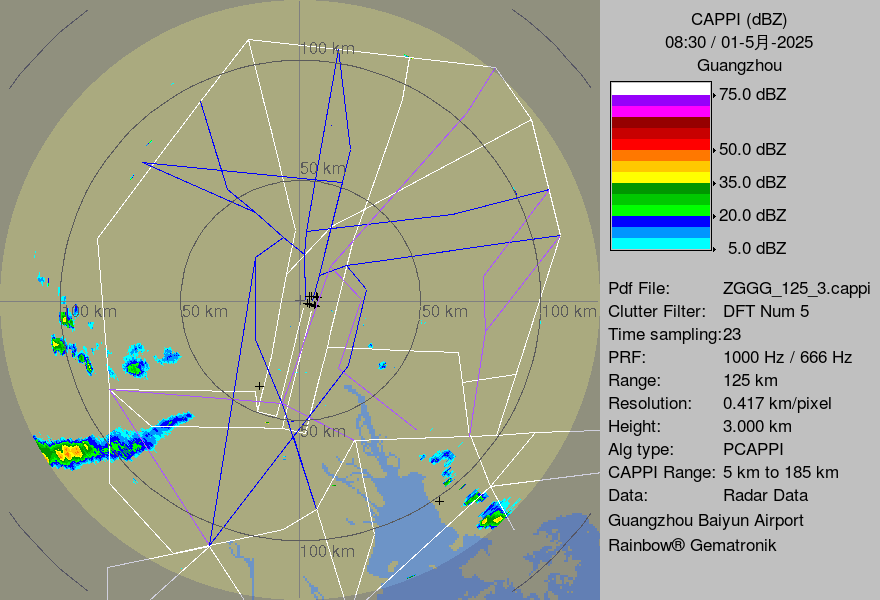 100 km
50 km
100 km
50 km
50 km
100 km
50 km
100 km
CAPPI (dBZ)
08:30 / 01-5月-2025
Guangzhou
75.0 dBZ
50.0 dBZ
35.0 dBZ
20.0 dBZ
5.0 dBZ
Pdf File: ZGGG_125_3.cappi
Clutter Filter: DFT Num 5
Time sampling:23
PRF: 1000 Hz / 666 Hz
Range: 125 km
Resolution: 0.417 km/pixel
Height: 3.000 km
Alg type: PCAPPI
CAPPI Range: 5 km to 185 km
Data: Radar Data
Guangzhou Baiyun Airport
Rainbow® Gematronik